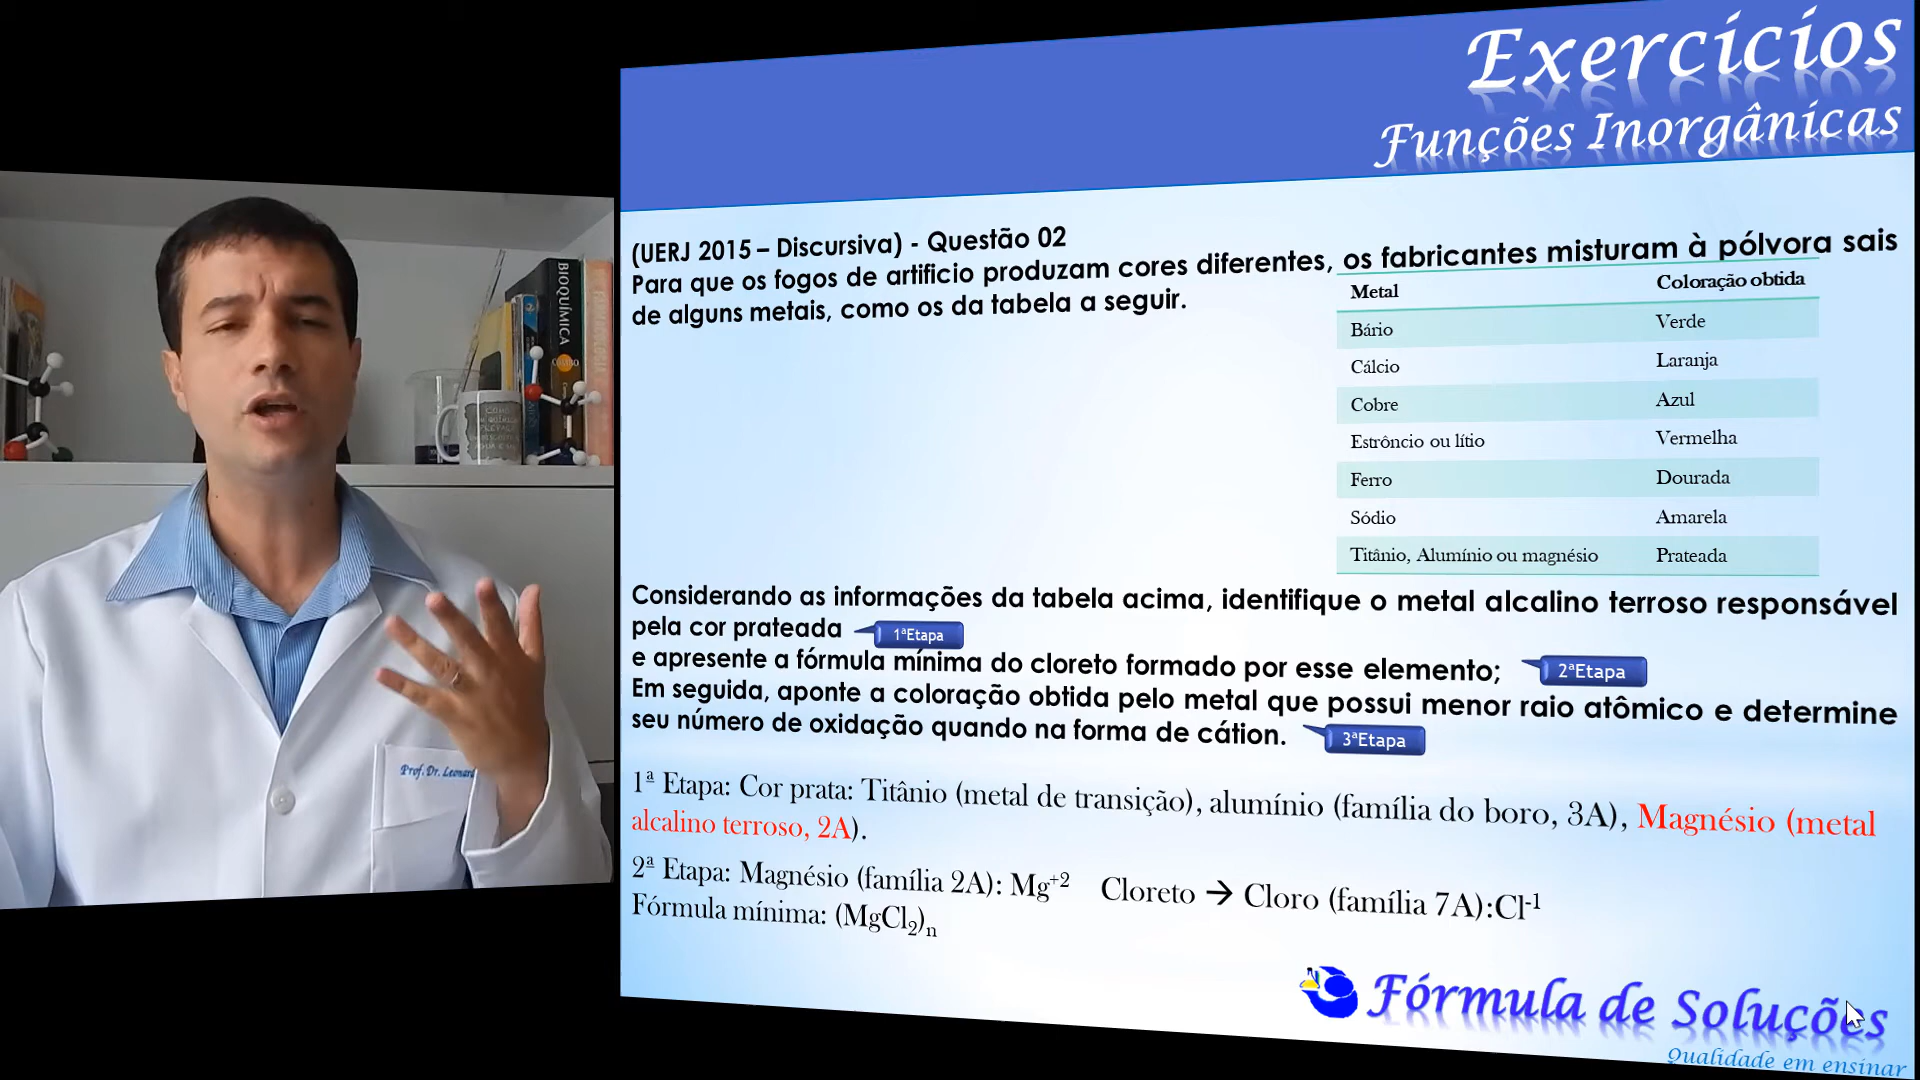 Exercícios
Funções Inorgânicas
(UERJ 2015 – Discursiva) - Questão 02
Para que os fogos de artificio produzam cores diferentes, os fabricantes misturam à pólvora sais
de alguns metais, como os da tabela a seguir.
Metal Coloração obtida
Bário Verde
Cálcio Laranja
Cobre Azul
Estrôncio ou lítio Vermelha
Ferro Dourada
Sódio Amarela
Titânio, Alumínio ou magnésio Prateada
Considerando as informações da tabela acima, identifique o metal alcalino terroso responsável
pela cor prateada 1ªEtapa
e apresente a fórmula mínima do cloreto formado por esse elemento; 2ªEtapa
Em seguida, aponte a coloração obtida pelo metal que possui menor raio atômico e determine
seu número de oxidação quando na forma de cátion. 3ªEtapa
1ª Etapa: Cor prata: Titânio (metal de transição), alumínio (família do boro, 3A), Magnésio (metal
alcalino terroso, 2A).
2ª Etapa: Magnésio (família 2A): Mg⁺² Cloreto → Cloro (família 7A):Cl⁻¹
Fórmula mínima: (MgCl₂)ₙ
Fórmula de Soluções
Qualidade em ensinar
BIOQUÍMICA
Prof. Dr.